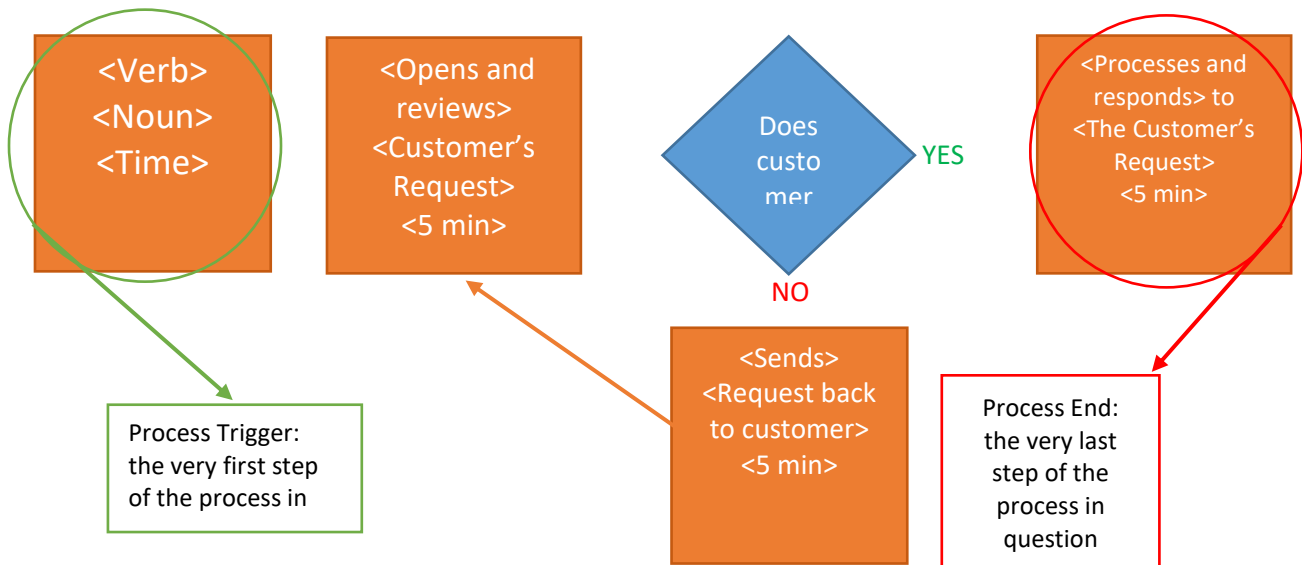 <Verb>
<Noun>
<Time>
<Opens and
reviews>
<Customer’s
Request>
<5 min>
Does
custo
mer
YES
NO
<Processes and
responds> to
<The Customer’s
Request>
<5 min>
<Sends>
<Request back
to customer>
<5 min>
Process Trigger:
the very first step
of the process in
Process End:
the very last
step of the
process in
question